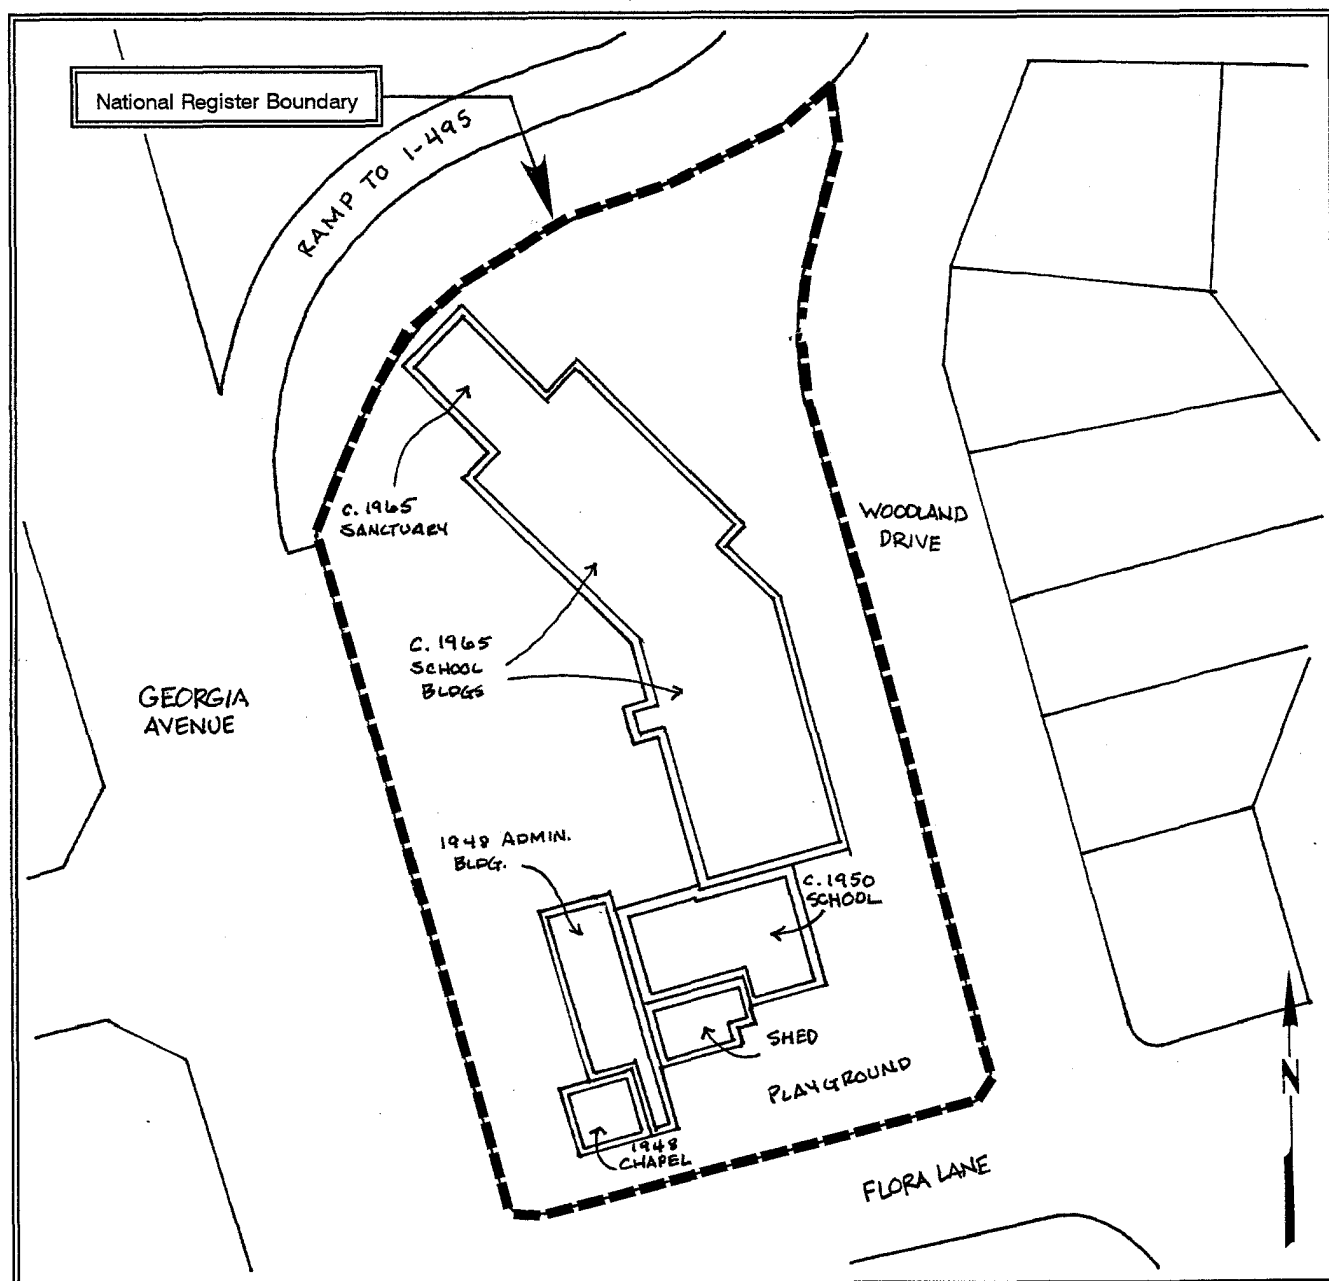 National Register Boundary
RAMP TO I-495
C. 1965
SANCTUARY
WOODLAND
DRIVE
C. 1965
SCHOOL
BLDGS
GEORGIA
AVENUE
1948 ADMIN.
BLDG.
C. 1950
SCHOOL
SHED
PLAYGROUND
N
1948
CHAPEL
FLORA LANE